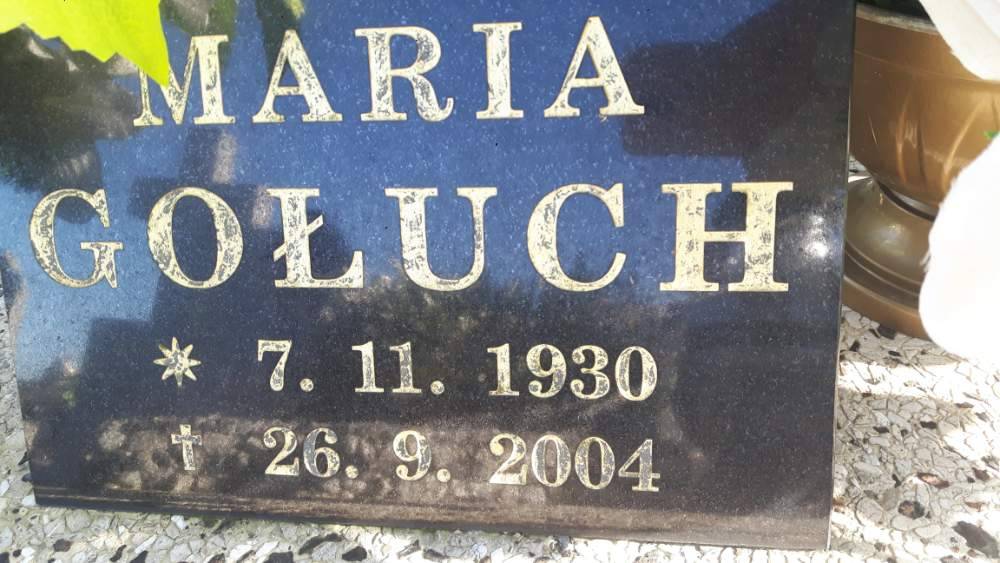 MARIA
GOŁUCH
* 7. 11. 1930
† 26. 9. 2004